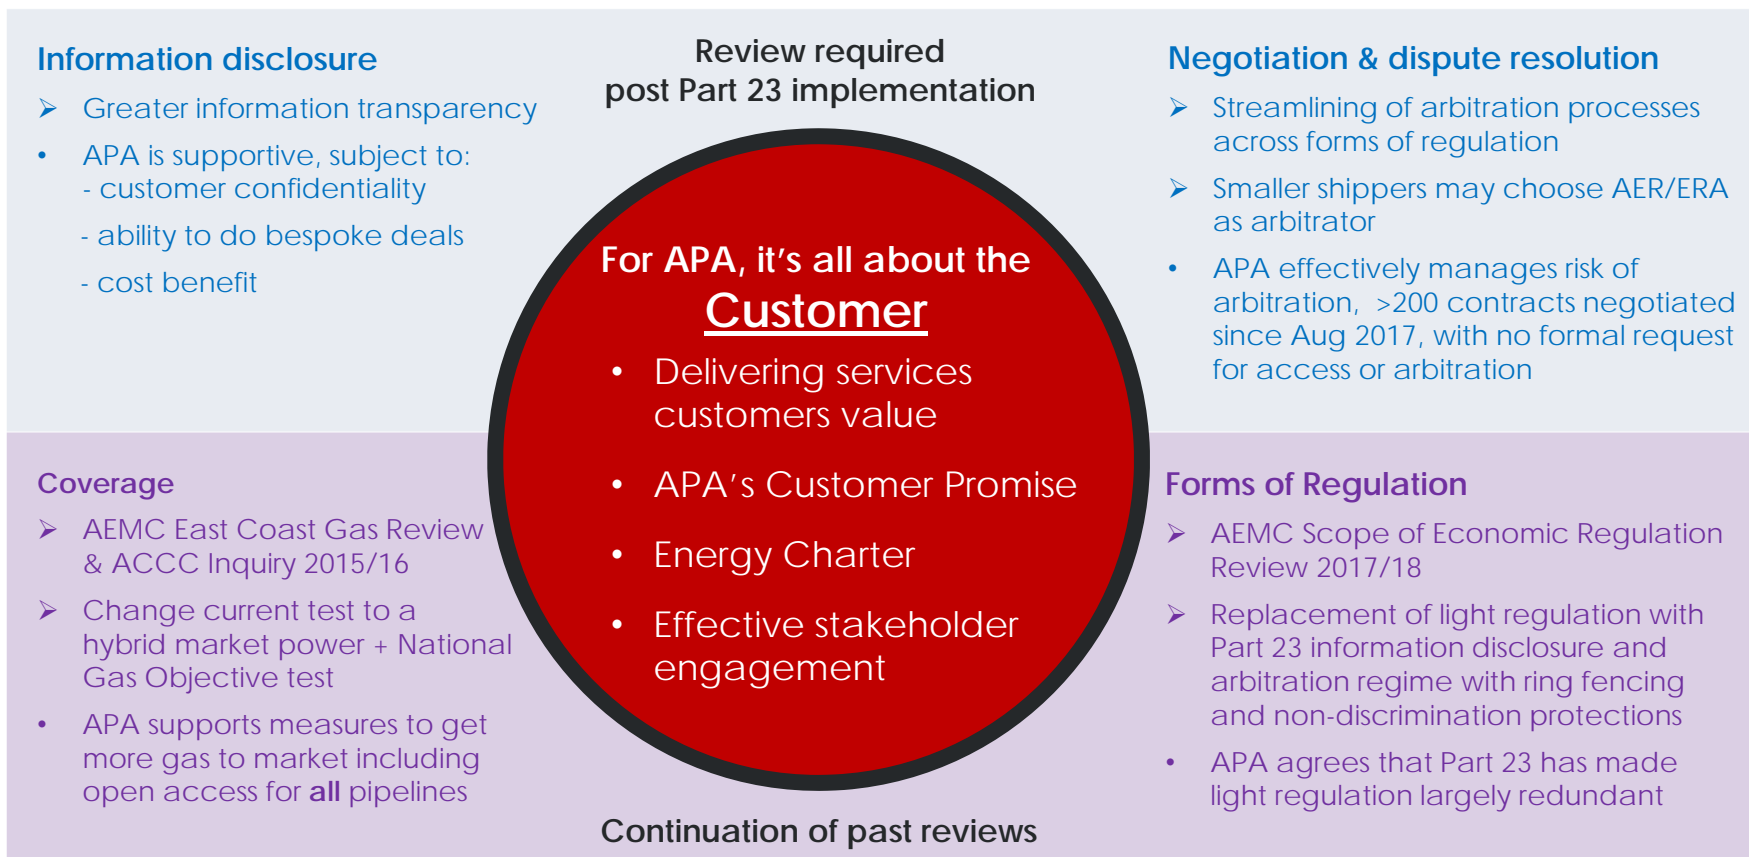 Information disclosure
➢ Greater information transparency
• APA is supportive, subject to:
- customer confidentiality
- ability to do bespoke deals
- cost benefit
Review required
post Part 23 implementation
Negotiation & dispute resolution
➢ Streamlining of arbitration processes
across forms of regulation
➢ Smaller shippers may choose AER/ERA
as arbitrator
• APA effectively manages risk of
arbitration,  >200 contracts negotiated
since Aug 2017, with no formal request
for access or arbitration
For APA, it's all about the
Customer
• Delivering services
customers value
• APA's Customer Promise
• Energy Charter
• Effective stakeholder
engagement
Coverage
➢ AEMC East Coast Gas Review
& ACCC Inquiry 2015/16
➢ Change current test to a
hybrid market power + National
Gas Objective test
• APA supports measures to get
more gas to market including
open access for all pipelines
Forms of Regulation
➢ AEMC Scope of Economic Regulation
Review 2017/18
➢ Replacement of light regulation with
Part 23 information disclosure and
arbitration regime with ring fencing
and non-discrimination protections
• APA agrees that Part 23 has made
light regulation largely redundant
Continuation of past reviews